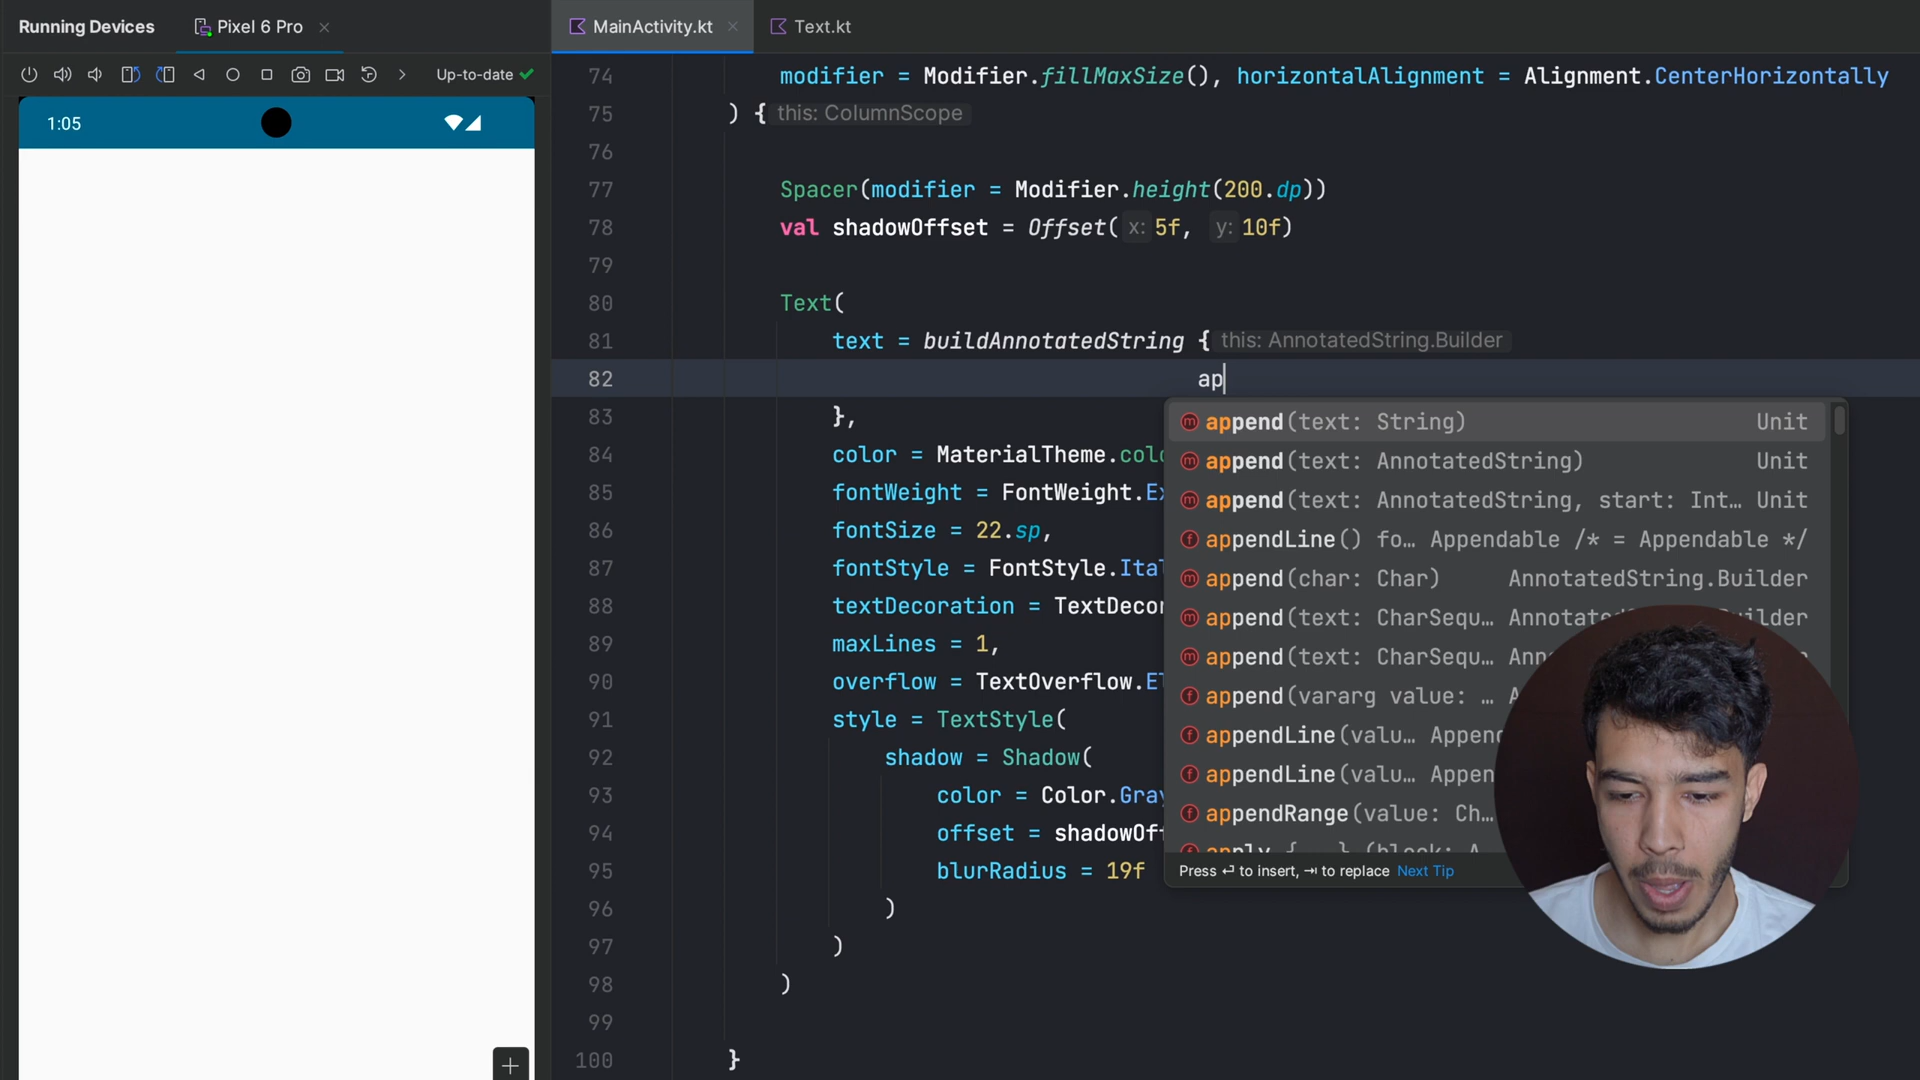 Running Devices Pixel 6 Pro MainActivity.kt Text.kt
Up-to-date
1:05
74 modifier = Modifier.fillMaxSize(), horizontalAlignment = Alignment.CenterHorizontally
75 ) { this: ColumnScope
76
77 Spacer(modifier = Modifier.height(200.dp))
78 val shadowOffset = Offset( x: 5f, y: 10f)
79
80 Text(
81 text = buildAnnotatedString { this: AnnotatedString.Builder
82 ap
83 },
84 color = MaterialTheme.colo
85 fontWeight = FontWeight.Ex
86 fontSize = 22.sp,
87 fontStyle = FontStyle.Ital
88 textDecoration = TextDecor
89 maxLines = 1,
90 overflow = TextOverflow.El
91 style = TextStyle(
92 shadow = Shadow(
93 color = Color.Gray
94 offset = shadowOff
95 blurRadius = 19f
96 )
97 )
98 )
99
100 }
append(text: String) Unit
append(text: AnnotatedString) Unit
append(text: AnnotatedString, start: Int… Unit
appendLine() fo… Appendable /* = Appendable */
append(char: Char) AnnotatedString.Builder
append(text: CharSequ… Annotat
append(text: CharSequ… Ann
append(vararg value: …
appendLine(valu… Appen
appendLine(valu… Appen
appendRange(value: Ch…
Press ⏎ to insert, ⇥ to replace Next Tip